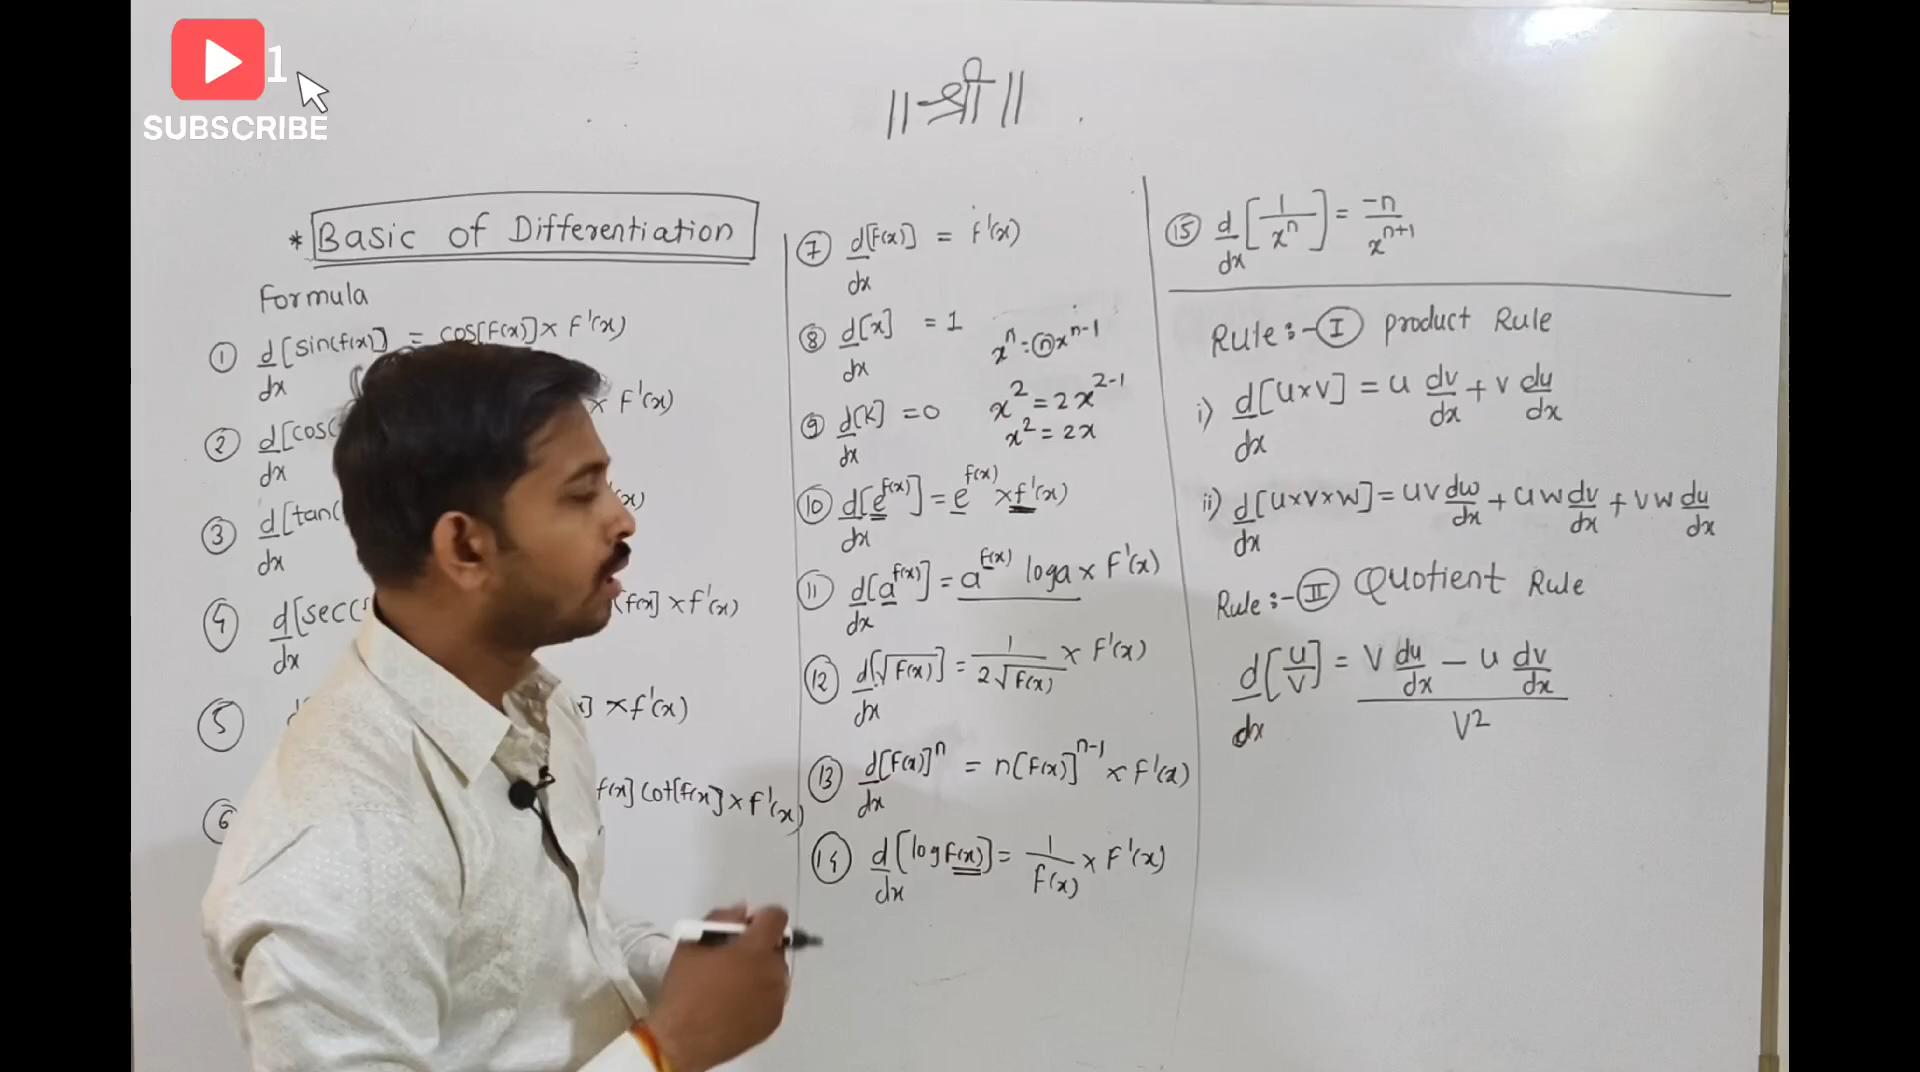 1
SUBSCRIBE
॥ श्री ॥
* Basic of Differentiation
Formula
① d/dx [sin(f(x)] = cos[f(x)] × F'(x)
② d/dx [cos( × F'(x)
③ d/dx [tan( '(x)
④ d/dx [sec( (f(x] × f'(x)
⑤ d x] × f'(x)
⑥ f(x] cot[f(x] × F'(x)
⑦ d/dx [F(x)] = f'(x)
⑧ d/dx [x] = 1
xⁿ = nxⁿ⁻¹
x² = 2x²⁻¹
x² = 2x
⑨ d/dx [K] = 0
⑩ d/dx [e^f(x)] = e^f(x) × f'(x)
⑪ d/dx [a^f(x)] = a^f(x) loga × F'(x)
⑫ d/dx [√F(x)] = 1/2√f(x) × F'(x)
⑬ d/dx [F(x)]ⁿ = n[F(x)]ⁿ⁻¹ × F'(x)
⑭ d/dx [log F(x)] = 1/f(x) × F'(x)
⑮ d/dx [1/xⁿ] = -n/xⁿ⁺¹
Rule :- Ⅰ product Rule
i) d/dx [U×V] = u dv/dx + v du/dx
ii) d/dx [U×V×W] = UV dw/dx + UW dv/dx + VW du/dx
Rule :- Ⅱ Quotient Rule
d/dx [U/V] = V du/dx - u dv/dx / V²